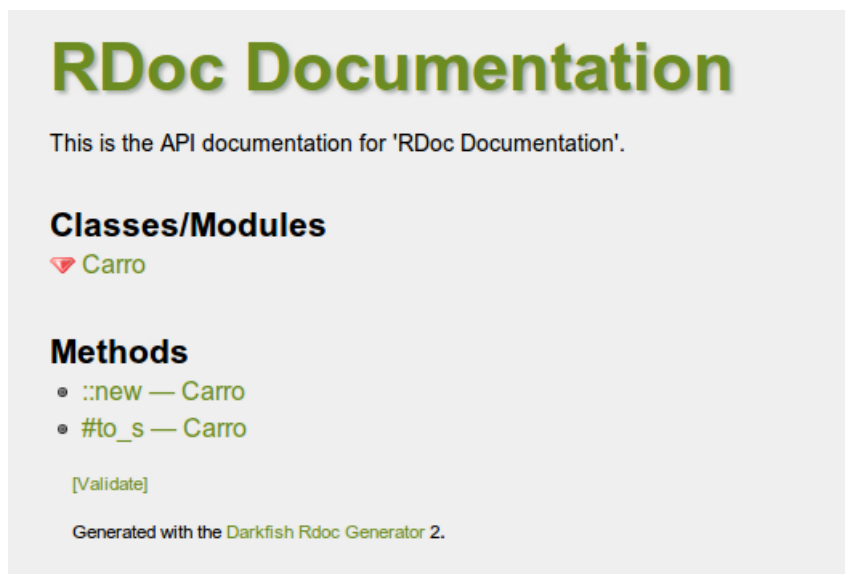 RDoc Documentation
This is the API documentation for 'RDoc Documentation'.
Classes/Modules
Carro
Methods
::new — Carro
#to_s — Carro
[Validate]
Generated with the Darkfish Rdoc Generator 2.